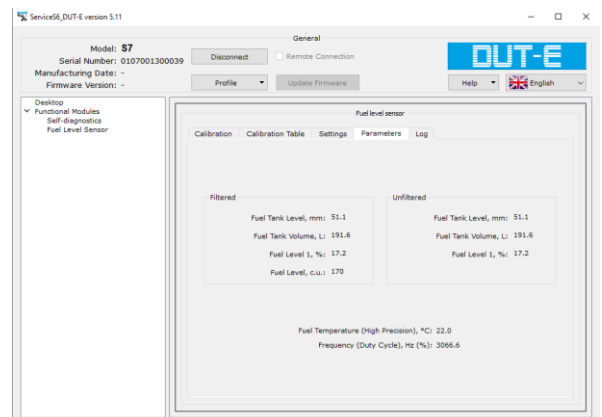 ServiceS6_DUT-E version 5.11
General
Model: S7
Serial Number: 0107001300039
Manufacturing Date: -
Firmware Version: -
Disconnect
Remote Connection
Profile
Update Firmware
DUT-E
Help
English
Desktop
Functional Modules
Self-diagnostics
Fuel Level Sensor
Fuel level sensor
Calibration Calibration Table Settings Parameters Log
Filtered
Fuel Tank Level, mm: 51.1
Fuel Tank Volume, L: 191.6
Fuel Level 1, %: 17.2
Fuel Level, c.u.: 170
Unfiltered
Fuel Tank Level, mm: 51.1
Fuel Tank Volume, L: 191.6
Fuel Level 1, %: 17.2
Fuel Temperature (High Precision), °C: 22.0
Frequency (Duty Cycle), Hz (%): 3066.6